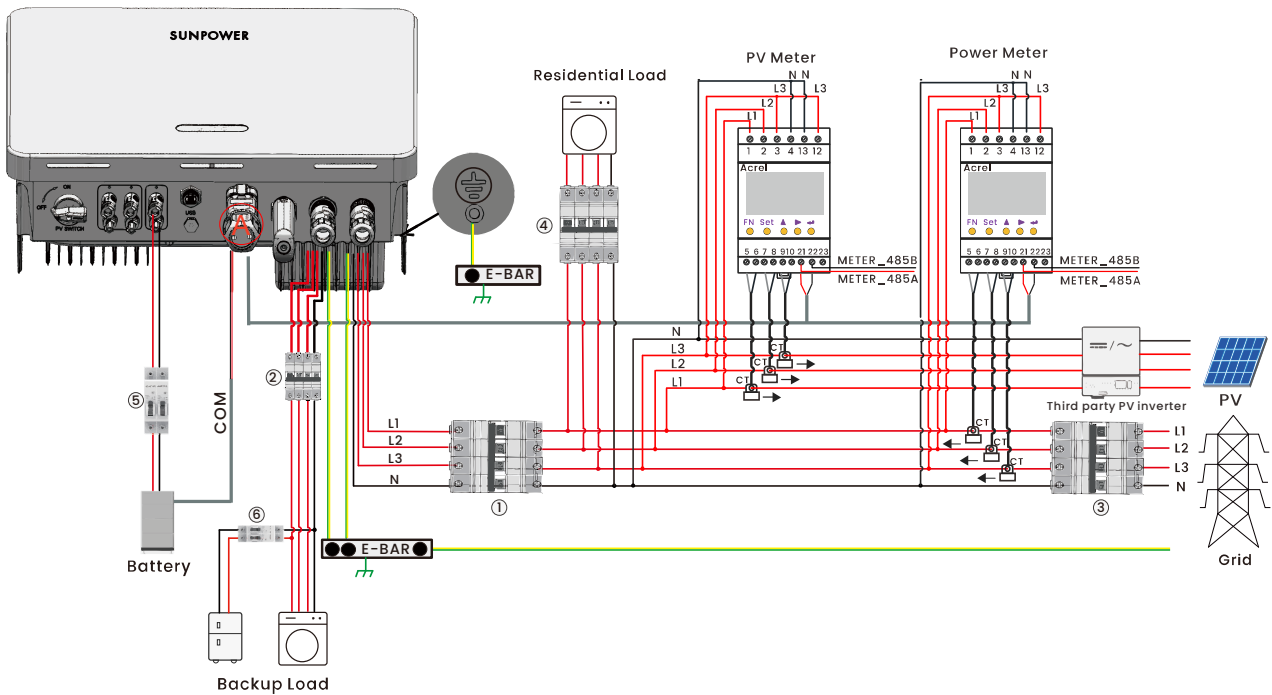 SUNPOWER
ON
OFF
PV SWITCH
USB
A
E-BAR
Residential Load
④
PV Meter
N N
L3
L3
L2
L1
1 2 3 4 13 12
Acrel
FN Set
5 6 7 8 9 10 21 22 23
METER_485B
METER_485A
Power Meter
N N
L3
L3
L2
L1
1 2 3 4 13 12
Acrel
FN Set
5 6 7 8 9 10 21 22 23
METER_485B
METER_485A
N
L3
L2
L1
CT
CT
CT
Third party PV inverter
PV
②
⑤
COM
L1
L2
L3
N
①
CT
CT
CT
③
L1
L2
L3
N
Grid
⑥
E-BAR
Battery
Backup Load